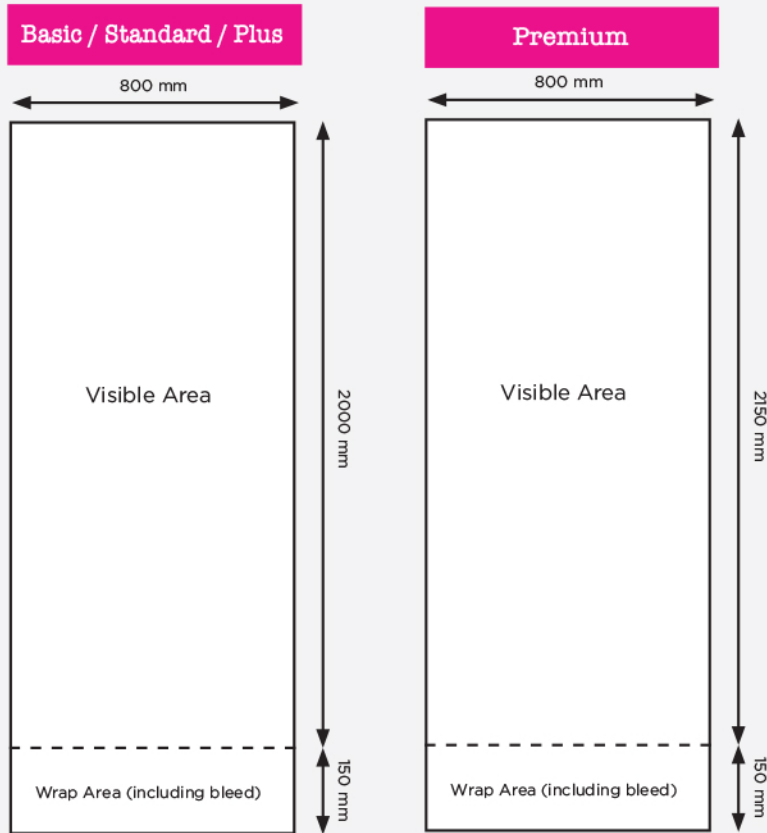 Basic / Standard / Plus
800 mm
Visible Area
2000 mm
Wrap Area (including bleed)
150 mm
Premium
800 mm
Visible Area
2150 mm
Wrap Area (including bleed)
150 mm